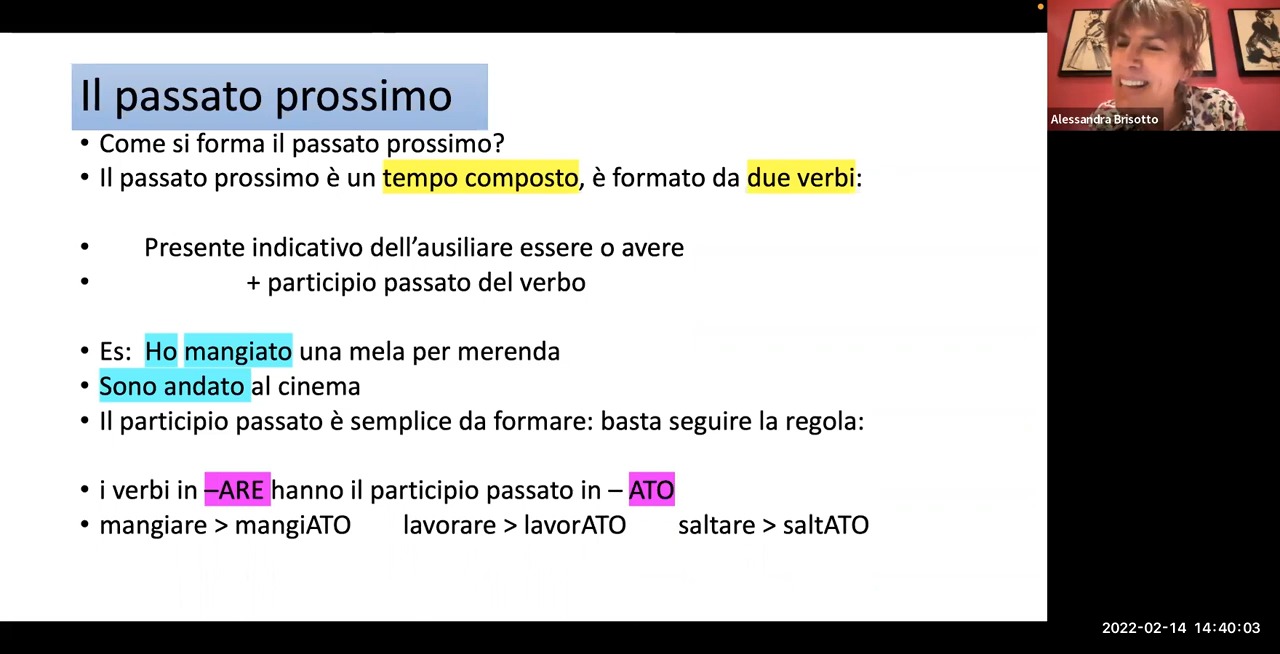 Il passato prossimo
• Come si forma il passato prossimo?
• Il passato prossimo è un tempo composto, è formato da due verbi:
• Presente indicativo dell’ausiliare essere o avere
• + participio passato del verbo
• Es: Ho mangiato una mela per merenda
• Sono andato al cinema
• Il participio passato è semplice da formare: basta seguire la regola:
• i verbi in –ARE hanno il participio passato in – ATO
• mangiare > mangiATO lavorare > lavorATO saltare > saltATO
Alessandra Brisotto
2022-02-14 14:40:03